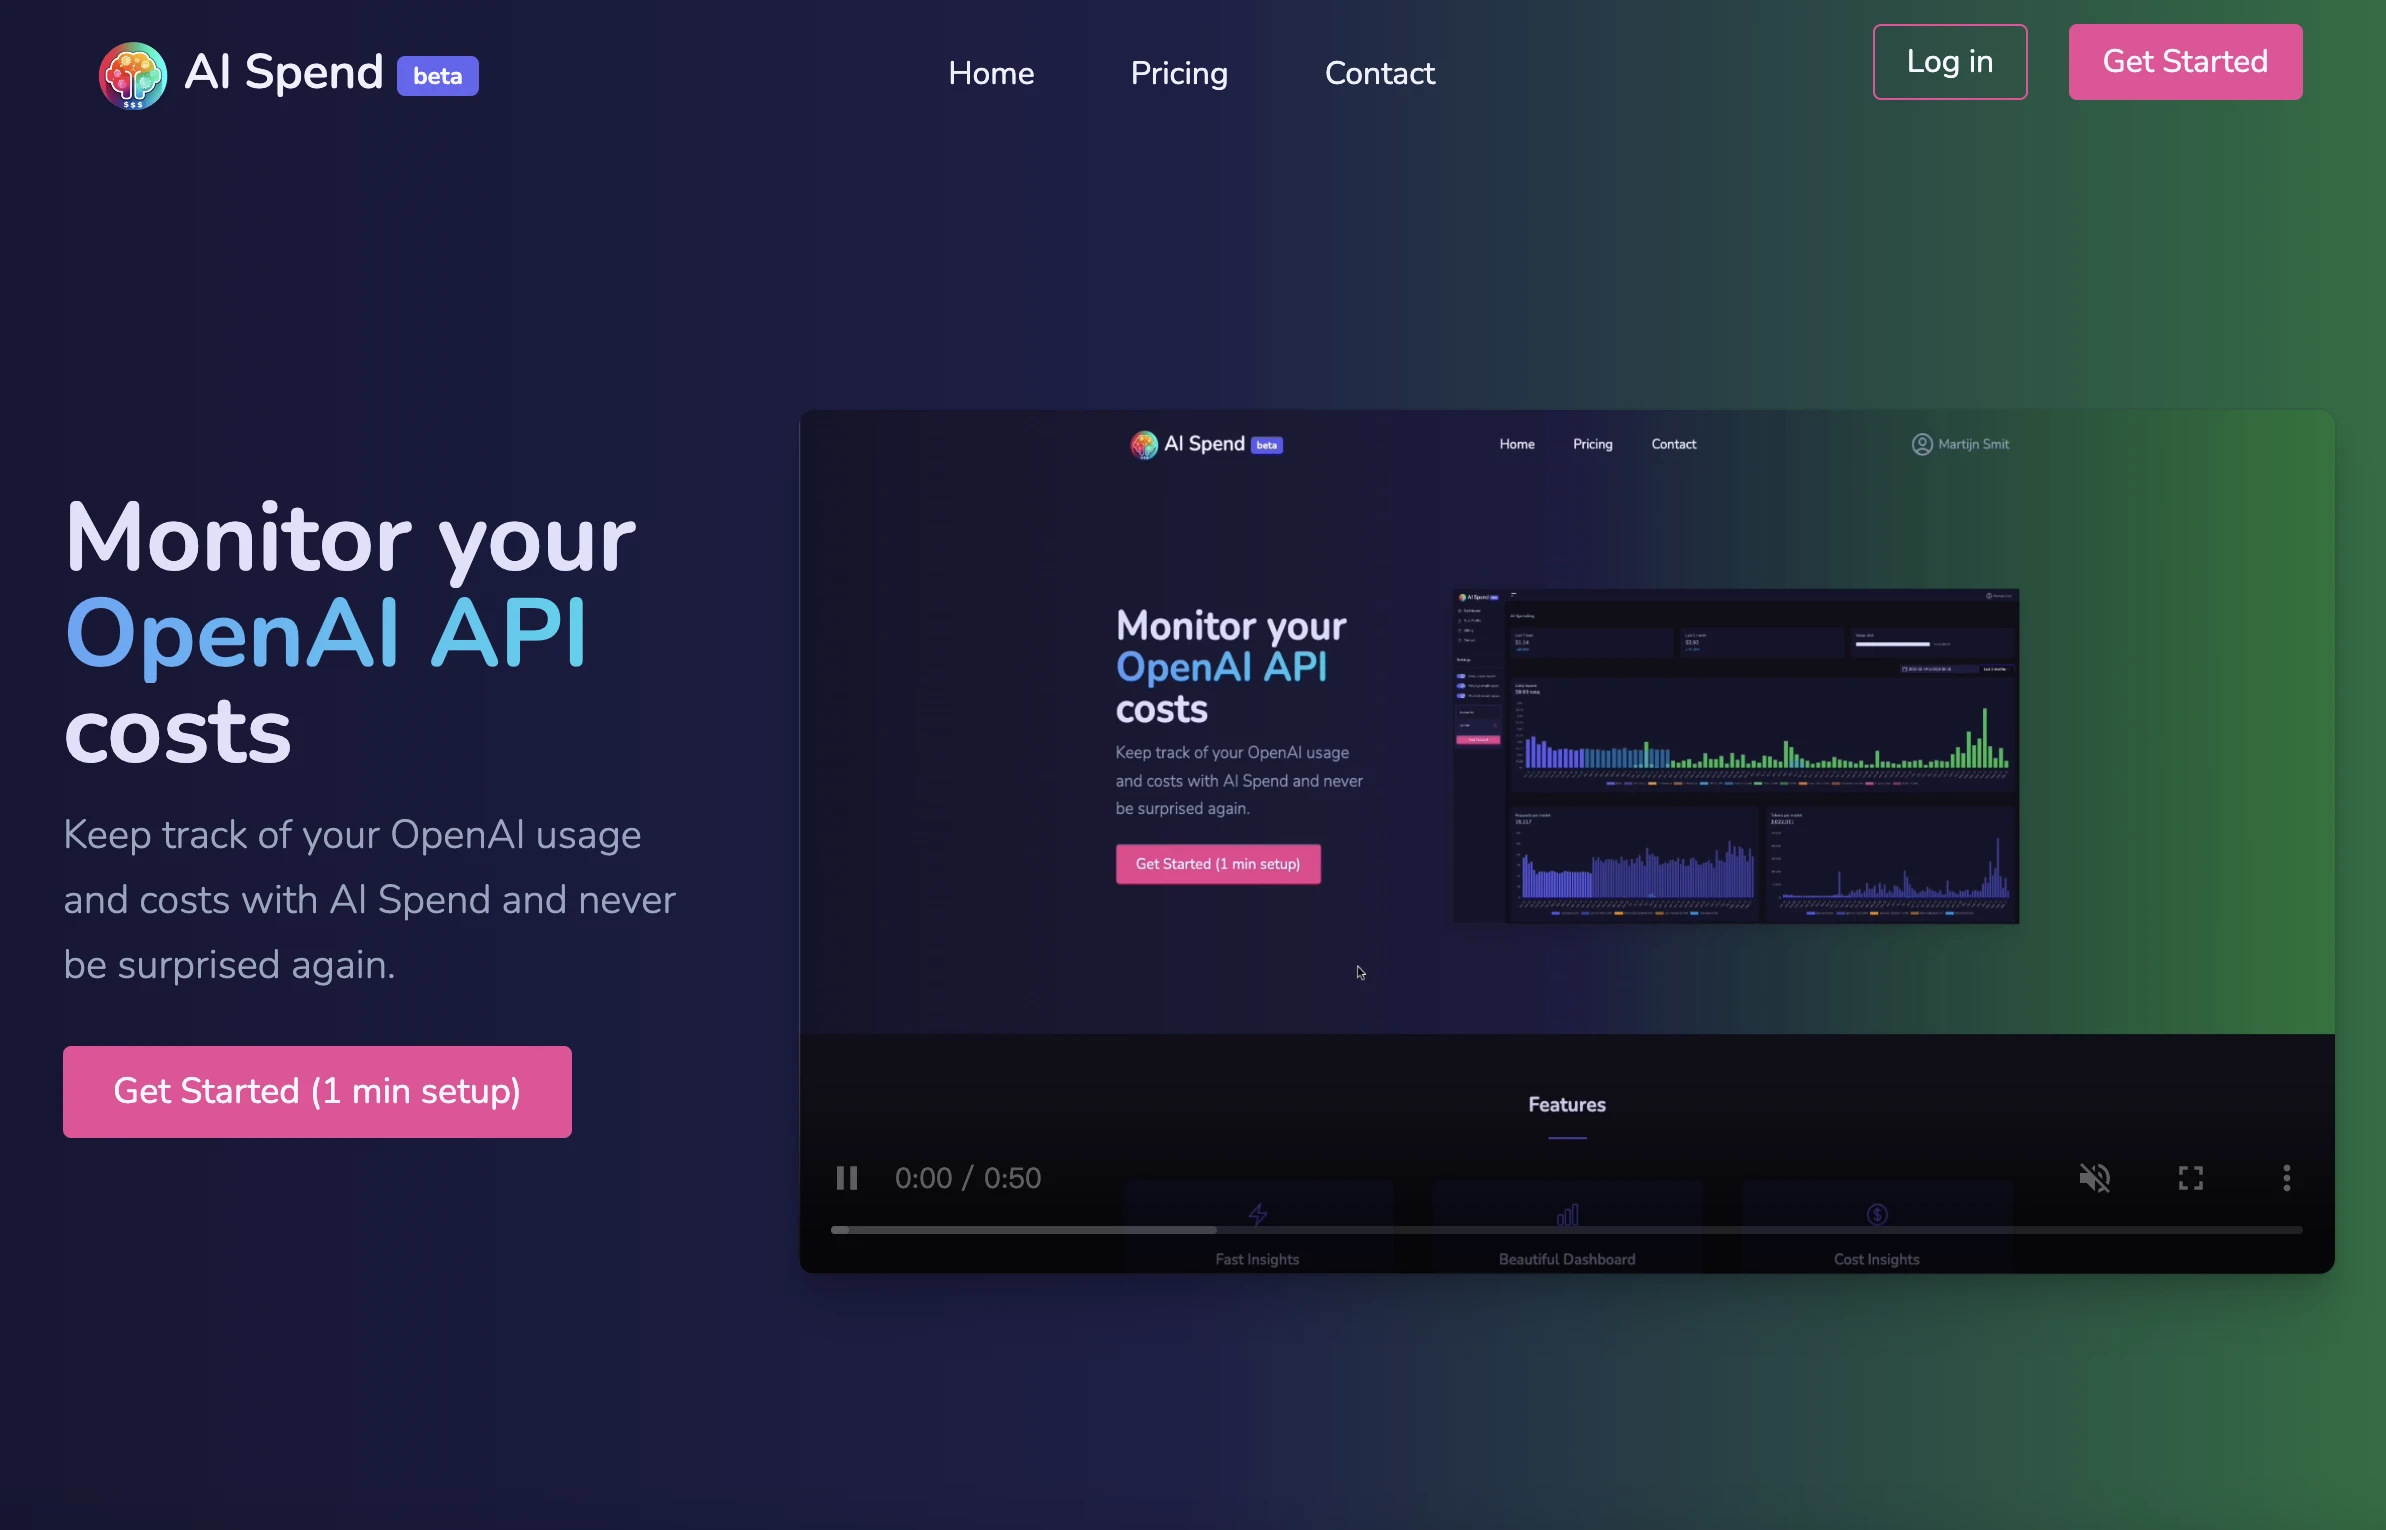 AI Spend beta
Home Pricing Contact
Log in Get Started
Monitor your
OpenAI API
costs
Keep track of your OpenAI usage
and costs with AI Spend and never
be surprised again.
Get Started (1 min setup)
AI Spend beta
Home Pricing Contact
Martijn Smit
Monitor your
OpenAI API
costs
Keep track of your OpenAI usage
and costs with AI Spend and never
be surprised again.
Get Started (1 min setup)
AI Spend
Features
0:00 / 0:50
Fast Insights
Beautiful Dashboard
Cost Insights